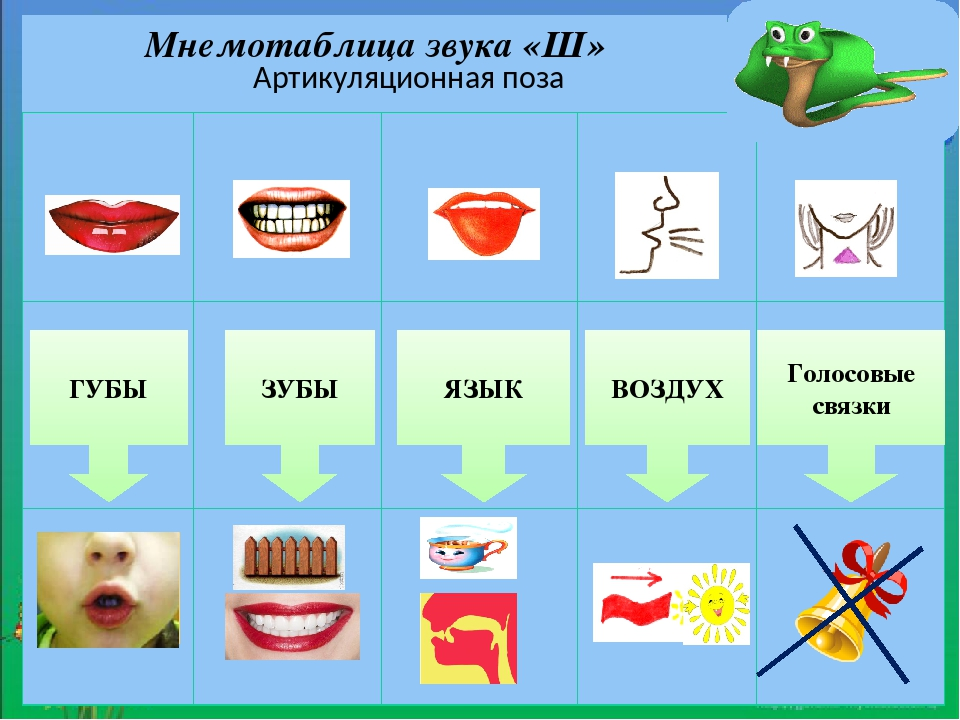 Мнемотаблица звука «Ш»
Артикуляционная поза
ГУБЫ
ЗУБЫ
ЯЗЫК
ВОЗДУХ
Голосовые
связки